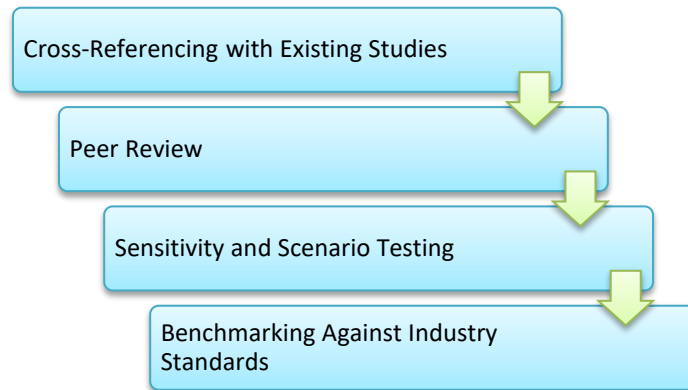 Cross-Referencing with Existing Studies
Peer Review
Sensitivity and Scenario Testing
Benchmarking Against Industry
Standards